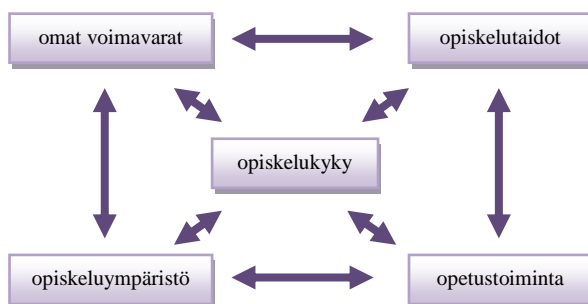 omat voimavarat
opiskelutaidot
opiskelukyky
opiskeluympäristö
opetustoiminta